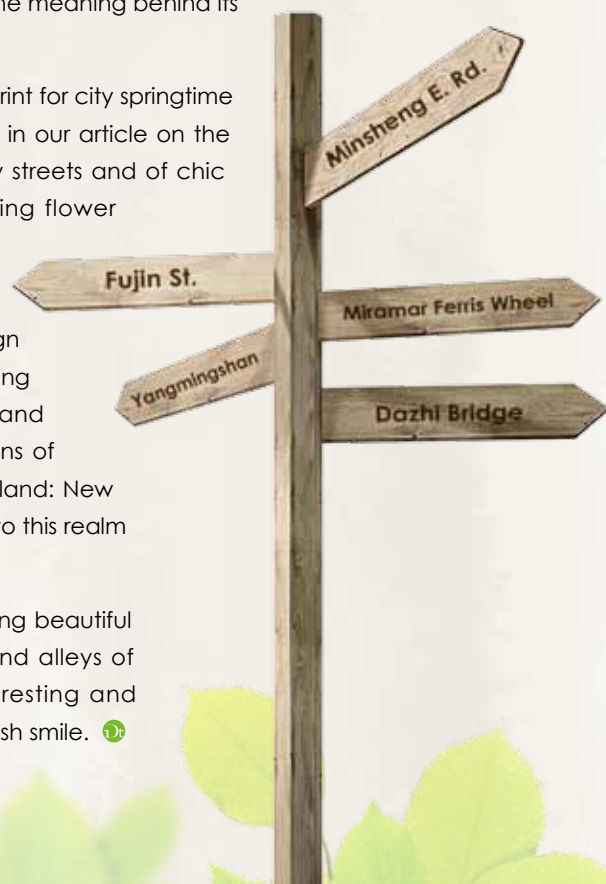 he meaning behind its
rint for city springtime
in our article on the
streets and of chic
ing flower
gn
ng
and
ns of
land: New
o this realm
ng beautiful
nd alleys of
resting and
sh smile.
Minsheng E. Rd.
Fujin St.
Miramar Ferris Wheel
Yangmingshan
Dazhi Bridge